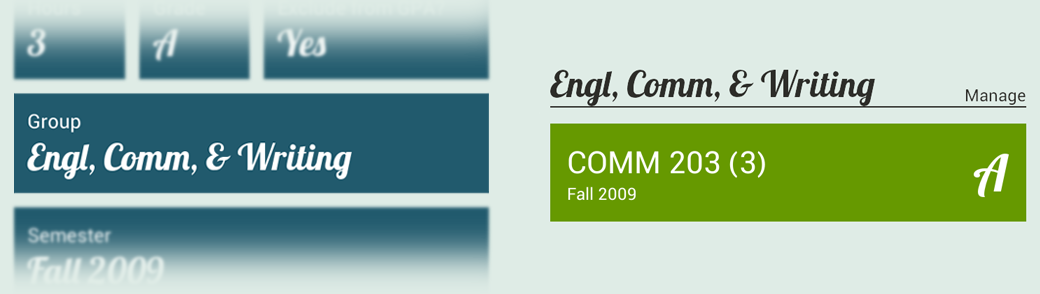 3
A
Yes
Group
Engl, Comm, & Writing
Semester
Fall 2009
Engl, Comm, & Writing
Manage
COMM 203 (3)
Fall 2009
A